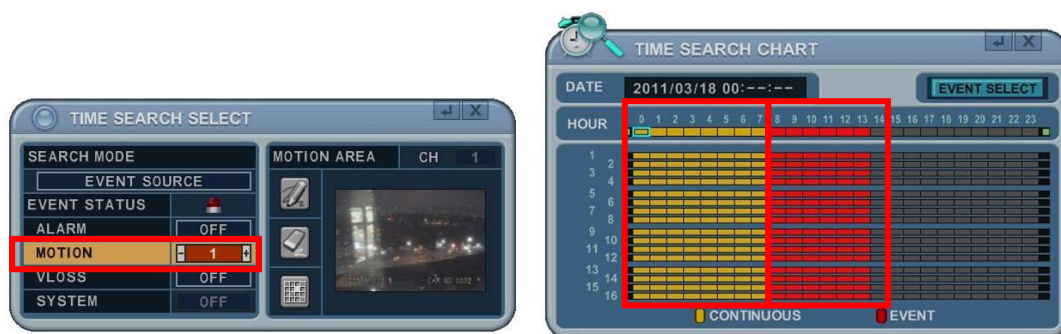 TIME SEARCH SELECT
SEARCH MODE
EVENT SOURCE
EVENT STATUS
ALARM OFF
MOTION - 1 +
VLOSS OFF
SYSTEM OFF
MOTION AREA CH 1
TIME SEARCH CHART
X
DATE 2011/03/18 00:--:--
EVENT SELECT
HOUR 0 1 2 3 4 5 6 7 8 9 10 11 12 13 14 15 16 17 18 19 20 21 22 23
1
2
3
4
5
6
7
8
9
10
11
12
13
14
15
16
CONTINUOUS EVENT